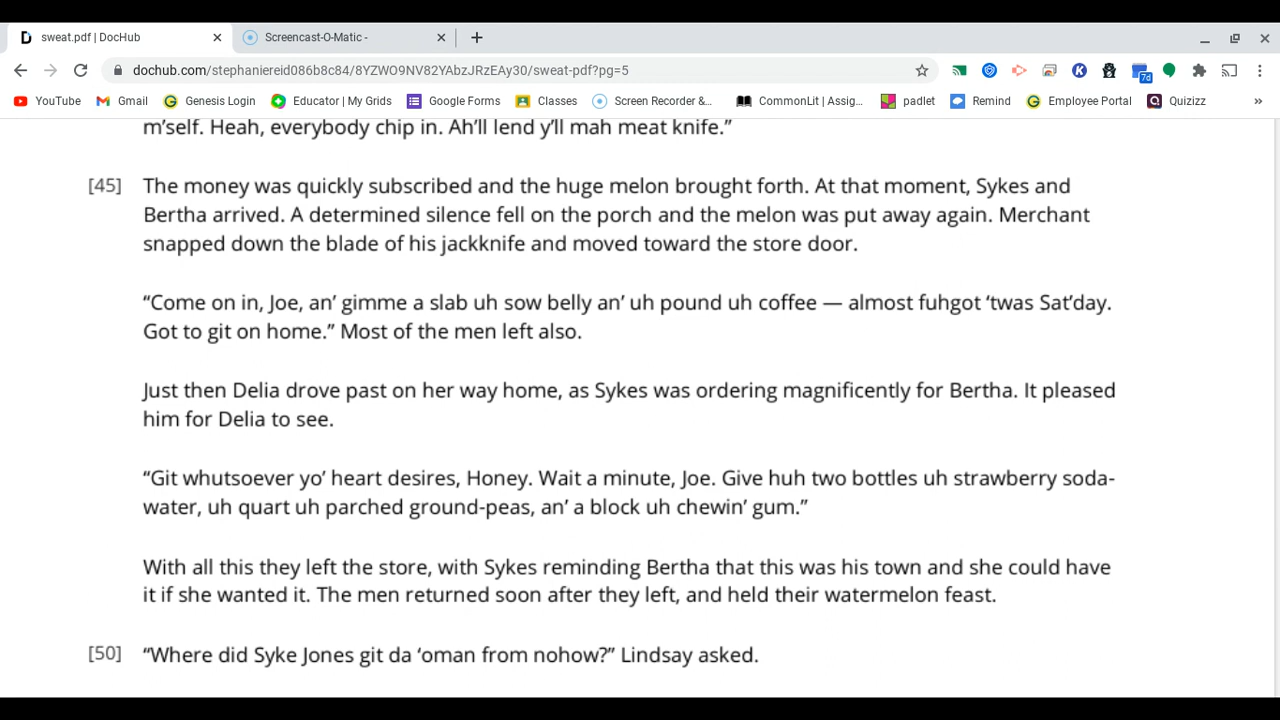 sweat.pdf | DocHub
Screencast-O-Matic -
dochub.com/stephaniereid086b8c84/8YZWO9NV82YAbzJRzEAy30/sweat-pdf?pg=5
7d
YouTube
Gmail
Genesis Login
Educator | My Grids
Google Forms
Classes
Screen Recorder &...
CommonLit | Assig...
padlet
Remind
Employee Portal
Quizizz
»
m’self. Heah, everybody chip in. Ah’ll lend y’ll mah meat knife.”
[45] The money was quickly subscribed and the huge melon brought forth. At that moment, Sykes and
Bertha arrived. A determined silence fell on the porch and the melon was put away again. Merchant
snapped down the blade of his jackknife and moved toward the store door.
“Come on in, Joe, an’ gimme a slab uh sow belly an’ uh pound uh coffee — almost fuhgot ‘twas Sat’day.
Got to git on home.” Most of the men left also.
Just then Delia drove past on her way home, as Sykes was ordering magnificently for Bertha. It pleased
him for Delia to see.
“Git whutsoever yo’ heart desires, Honey. Wait a minute, Joe. Give huh two bottles uh strawberry soda-
water, uh quart uh parched ground-peas, an’ a block uh chewin’ gum.”
With all this they left the store, with Sykes reminding Bertha that this was his town and she could have
it if she wanted it. The men returned soon after they left, and held their watermelon feast.
[50] “Where did Syke Jones git da ‘oman from nohow?” Lindsay asked.